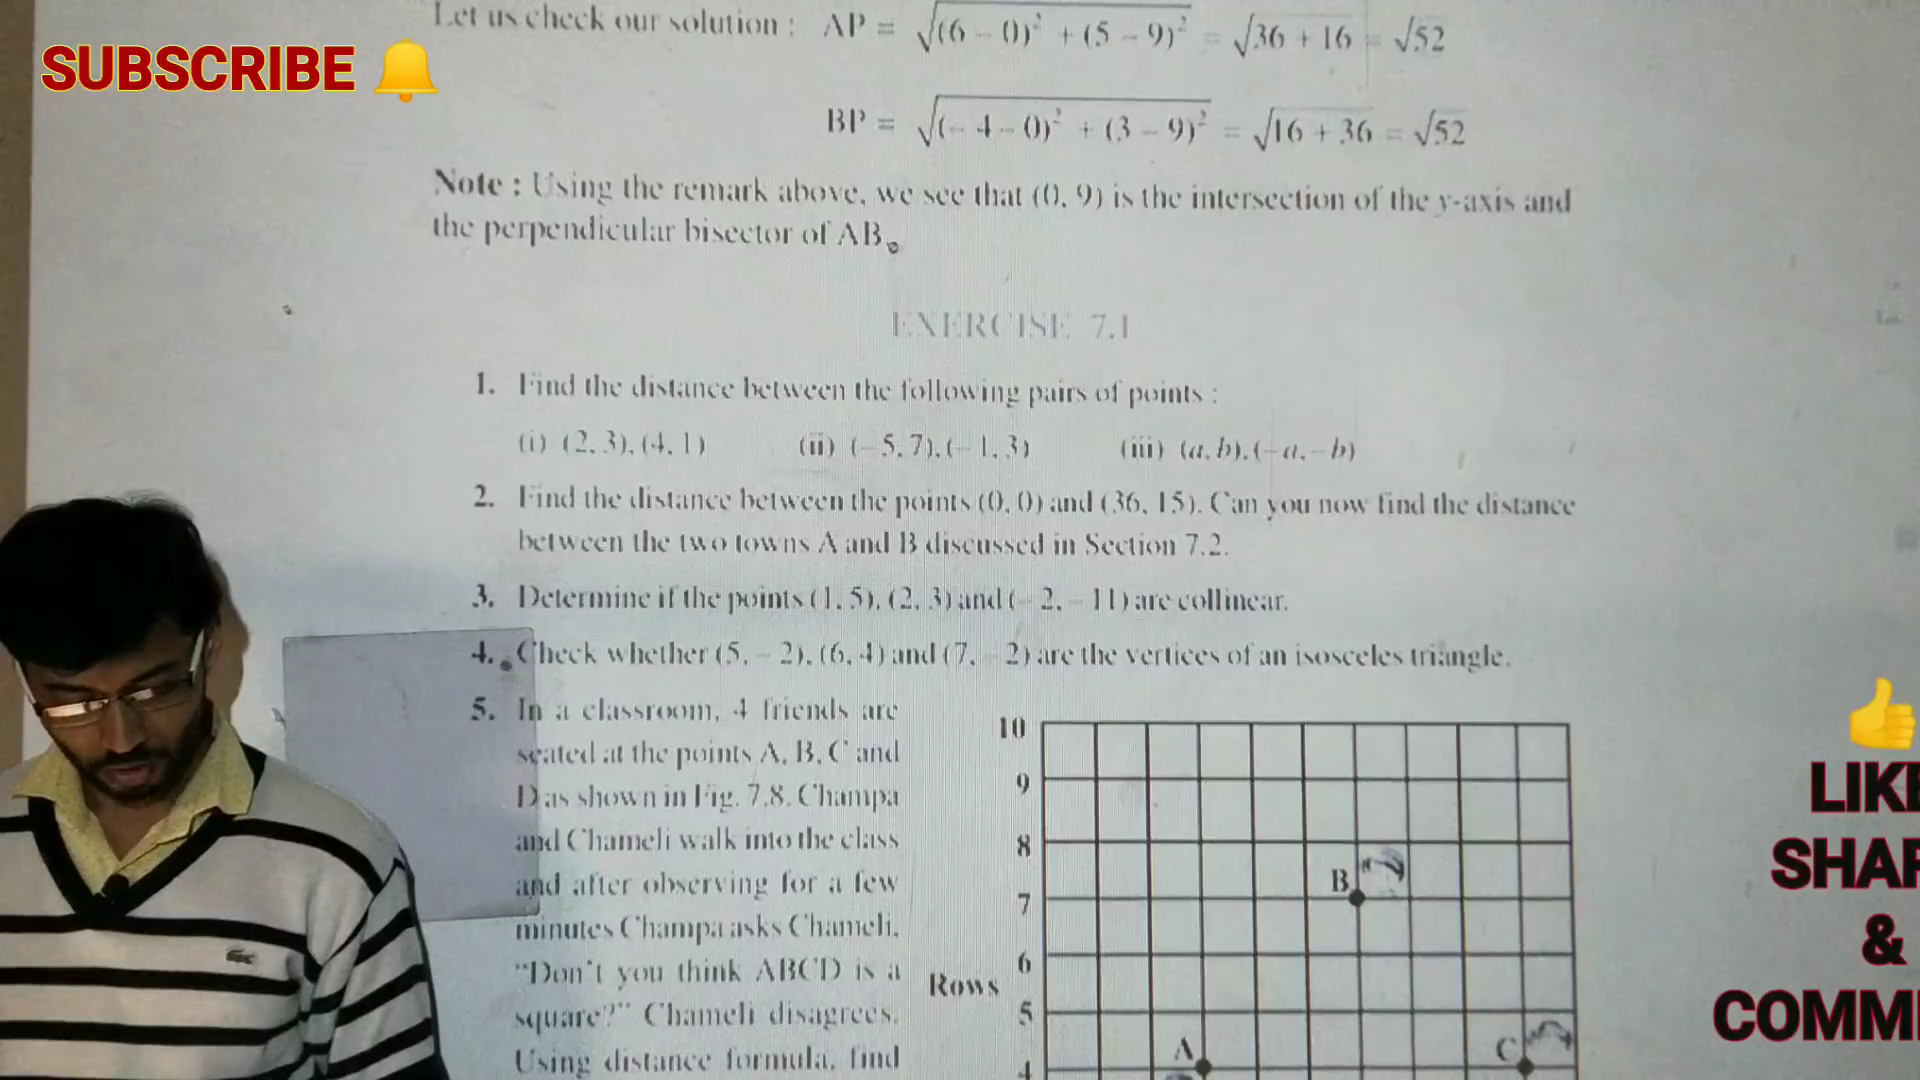 Let us check our solution : AP = √(6 – 0)² + (5 – 9)² = √36 + 16 = √52
SUBSCRIBE
BP = √(– 4 – 0)² + (3 – 9)² = √16 + 36 = √52
Note : Using the remark above, we see that (0, 9) is the intersection of the y-axis and
the perpendicular bisector of AB.
EXERCISE 7.1
1. Find the distance between the following pairs of points :
(i) (2, 3), (4, 1) (ii) (– 5, 7), (– 1, 3) (iii) (a, b), (– a, – b)
2. Find the distance between the points (0, 0) and (36, 15). Can you now find the distance
between the two towns A and B discussed in Section 7.2.
3. Determine if the points (1, 5), (2, 3) and (– 2, – 11) are collinear.
4. Check whether (5, – 2), (6, 4) and (7, – 2) are the vertices of an isosceles triangle.
5. In a classroom, 4 friends are
seated at the points A, B, C and
D as shown in Fig. 7.8. Champa
and Chameli walk into the class
and after observing for a few
minutes Champa asks Chameli,
"Don't you think ABCD is a
square?" Chameli disagrees.
Using distance formula, find
10
9
8
7
6
5
4
Rows
B
A
C
LIKE
SHAR
&
COMM